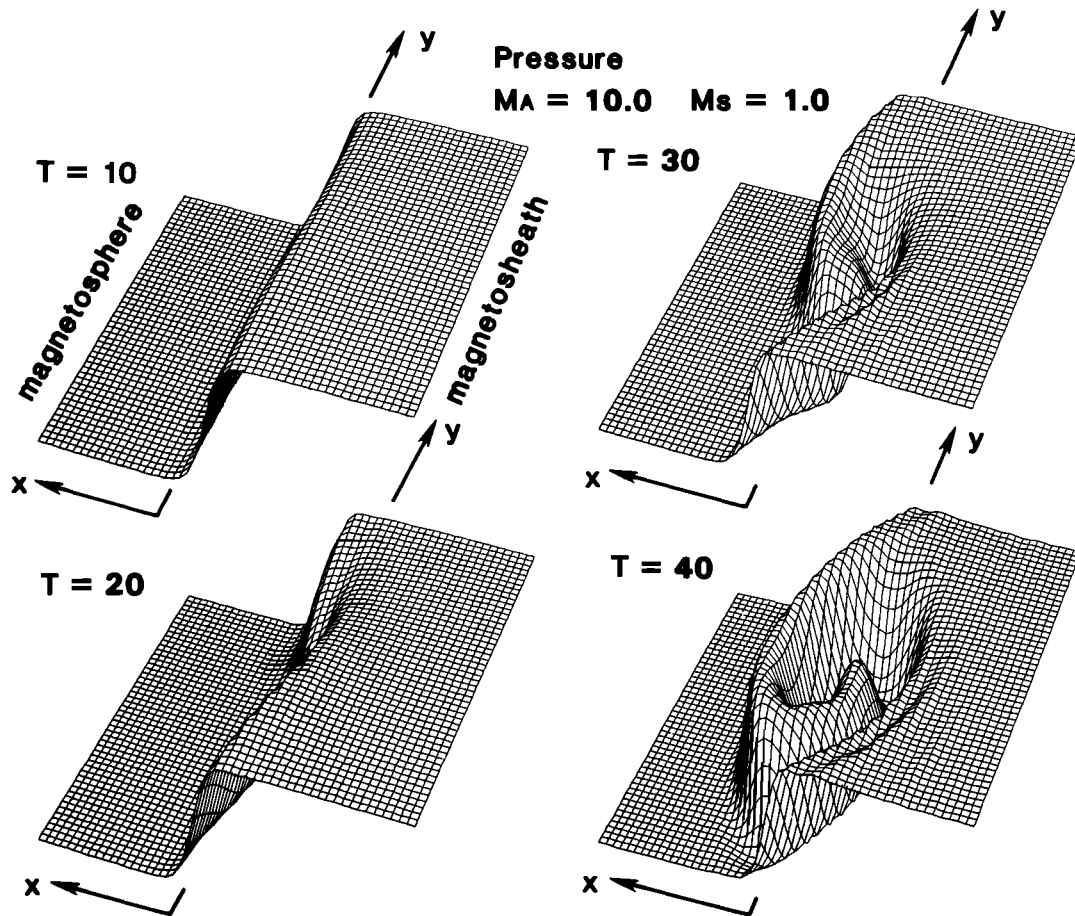 y
Pressure
MA = 10.0 Ms = 1.0
T = 10
magnetosphere
magnetosheath
x
y
T = 30
x
y
T = 20
x
y
T = 40
x